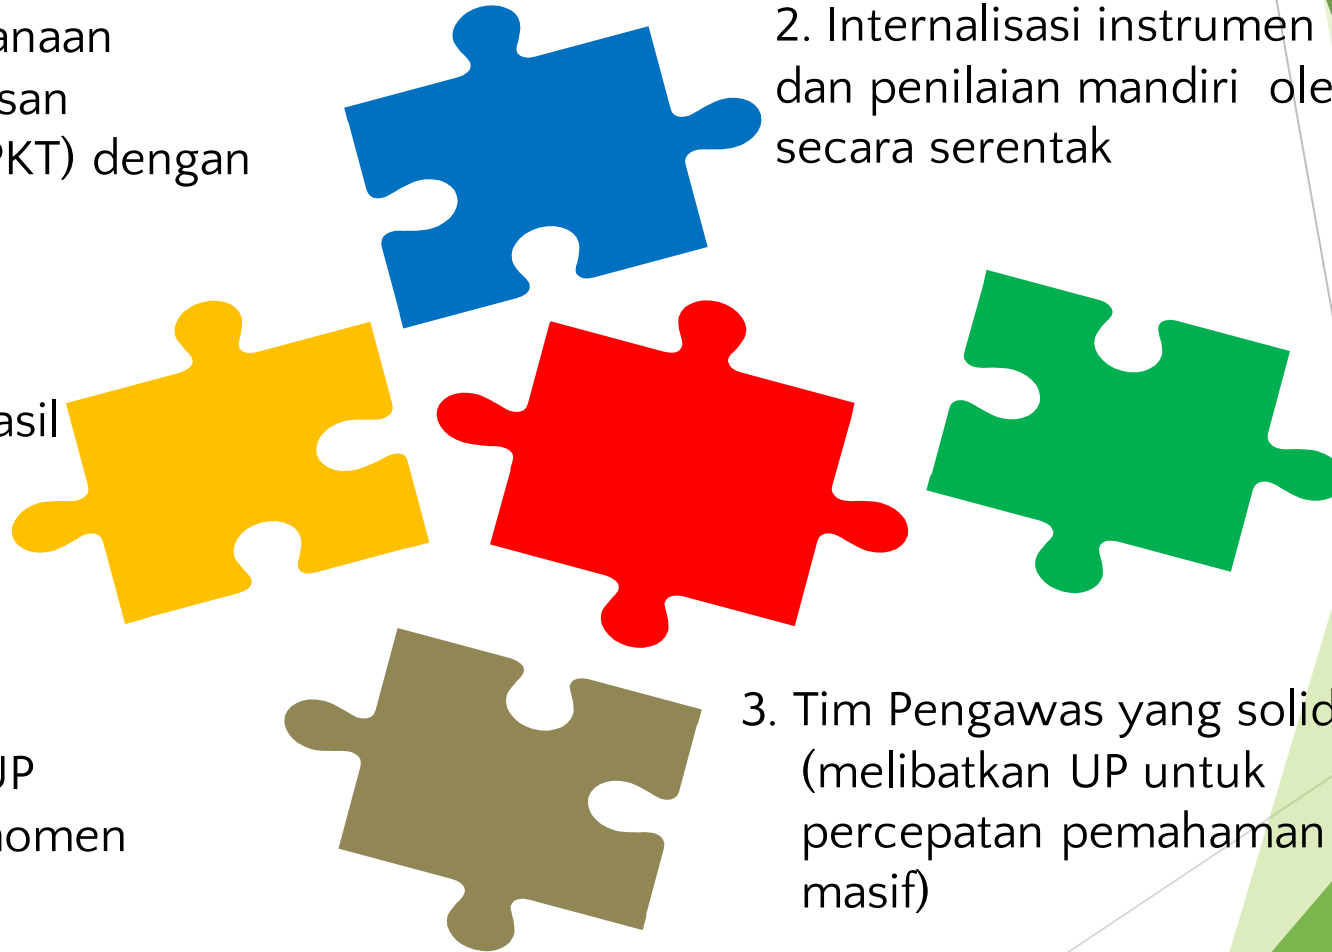 anaan
san
PKT) dengan
2. Internalisasi instrumen
dan penilaian mandiri ole
secara serentak
asil
UP
nomen
3. Tim Pengawas yang solid
(melibatkan UP untuk
percepatan pemahaman
masif)